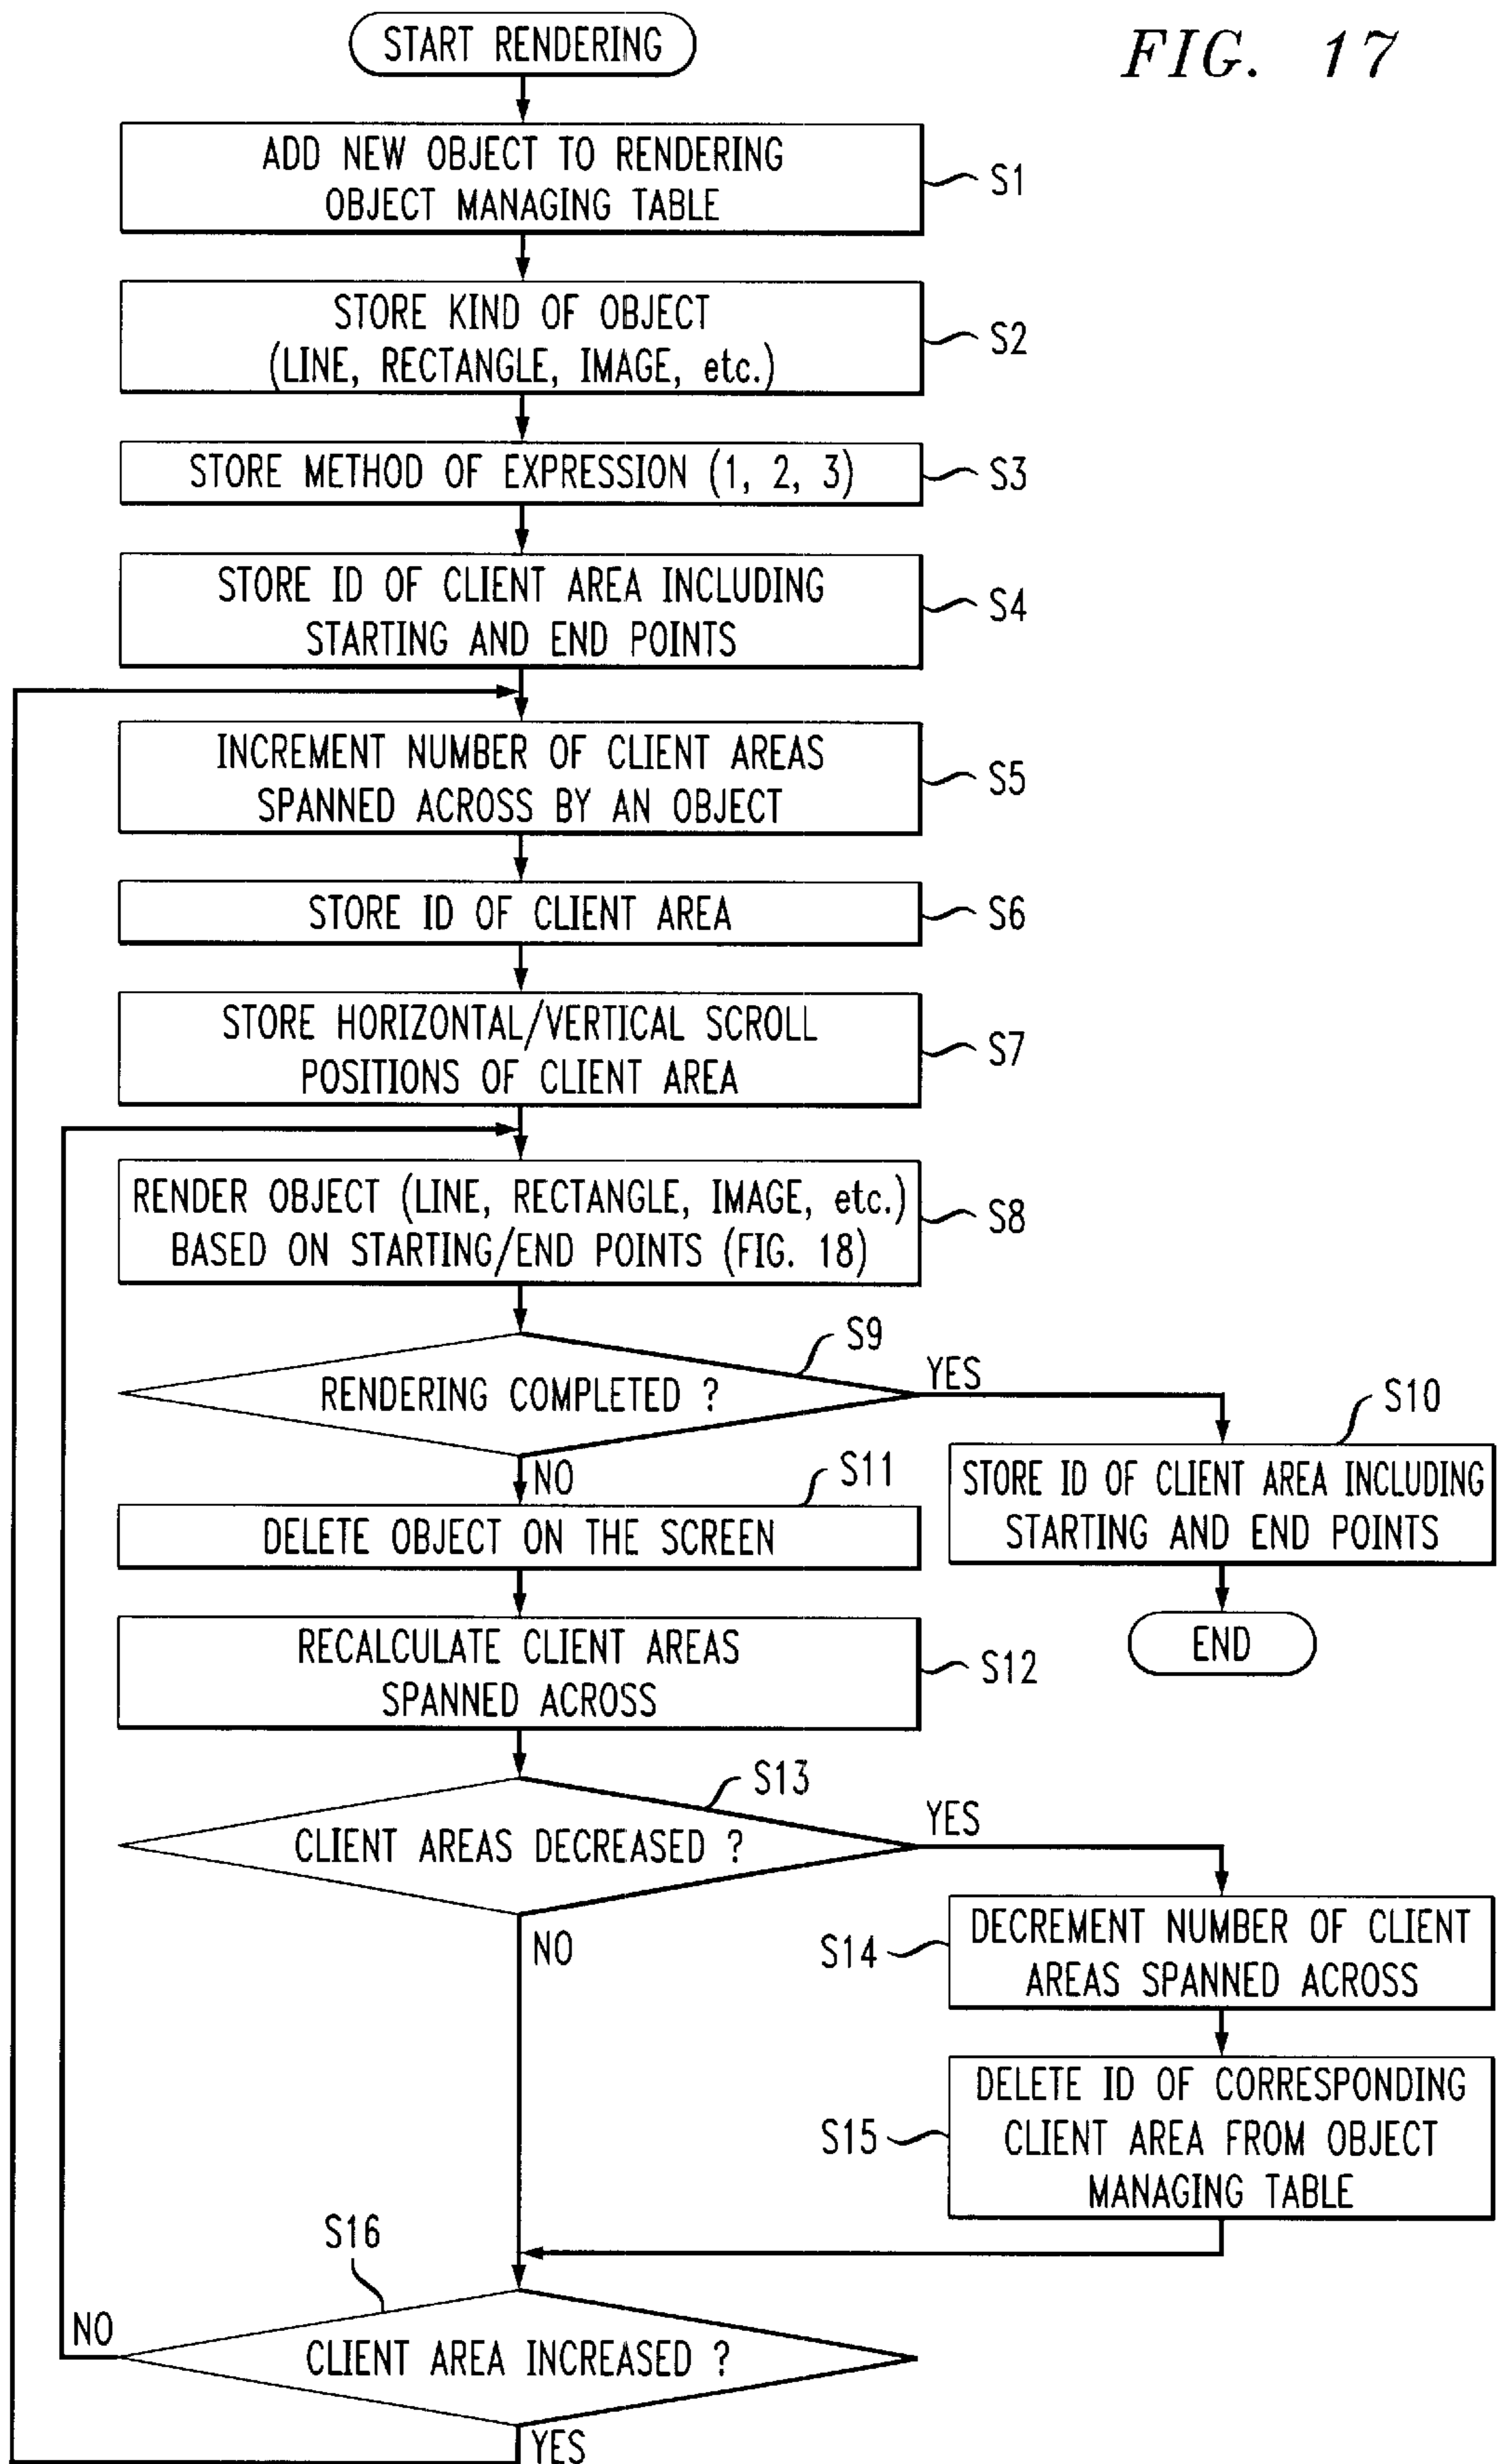 FIG. 17
START RENDERING
ADD NEW OBJECT TO RENDERING
OBJECT MANAGING TABLE
S1
STORE KIND OF OBJECT
(LINE, RECTANGLE, IMAGE, etc.)
S2
STORE METHOD OF EXPRESSION (1, 2, 3)
S3
STORE ID OF CLIENT AREA INCLUDING
STARTING AND END POINTS
S4
INCREMENT NUMBER OF CLIENT AREAS
SPANNED ACROSS BY AN OBJECT
S5
STORE ID OF CLIENT AREA
S6
STORE HORIZONTAL/VERTICAL SCROLL
POSITIONS OF CLIENT AREA
S7
RENDER OBJECT (LINE, RECTANGLE, IMAGE, etc.)
BASED ON STARTING/END POINTS (FIG. 18)
S8
S9
RENDERING COMPLETED ?
YES
NO
S10
STORE ID OF CLIENT AREA INCLUDING
STARTING AND END POINTS
END
S11
DELETE OBJECT ON THE SCREEN
RECALCULATE CLIENT AREAS
SPANNED ACROSS
S12
S13
CLIENT AREAS DECREASED ?
YES
NO
S14
DECREMENT NUMBER OF CLIENT
AREAS SPANNED ACROSS
S15
DELETE ID OF CORRESPONDING
CLIENT AREA FROM OBJECT
MANAGING TABLE
S16
NO
CLIENT AREA INCREASED ?
YES